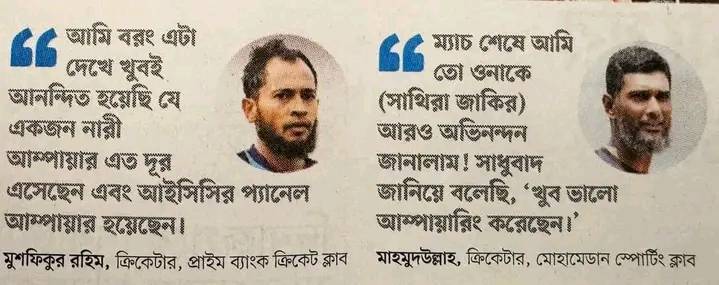 আমি বরং এটা
দেখে খুবই
আনন্দিত হয়েছি যে
একজন নারী
আম্পায়ার এত দূর
এসেছেন এবং আইসিসির প্যানেল
আম্পায়ার হয়েছেন।
মুশফিকুর রহিম, ক্রিকেটার, প্রাইম ব্যাংক ক্রিকেট ক্লাব
ম্যাচ শেষে আমি
তো ওনাকে
(সাথিরা জাকির)
আরও অভিনন্দন
জানালাম! সাধুবাদ
জানিয়ে বলেছি, ‘খুব ভালো
আম্পায়ারিং করেছেন।’
মাহমুদউল্লাহ, ক্রিকেটার, মোহামেডান স্পোর্টিং ক্লাব